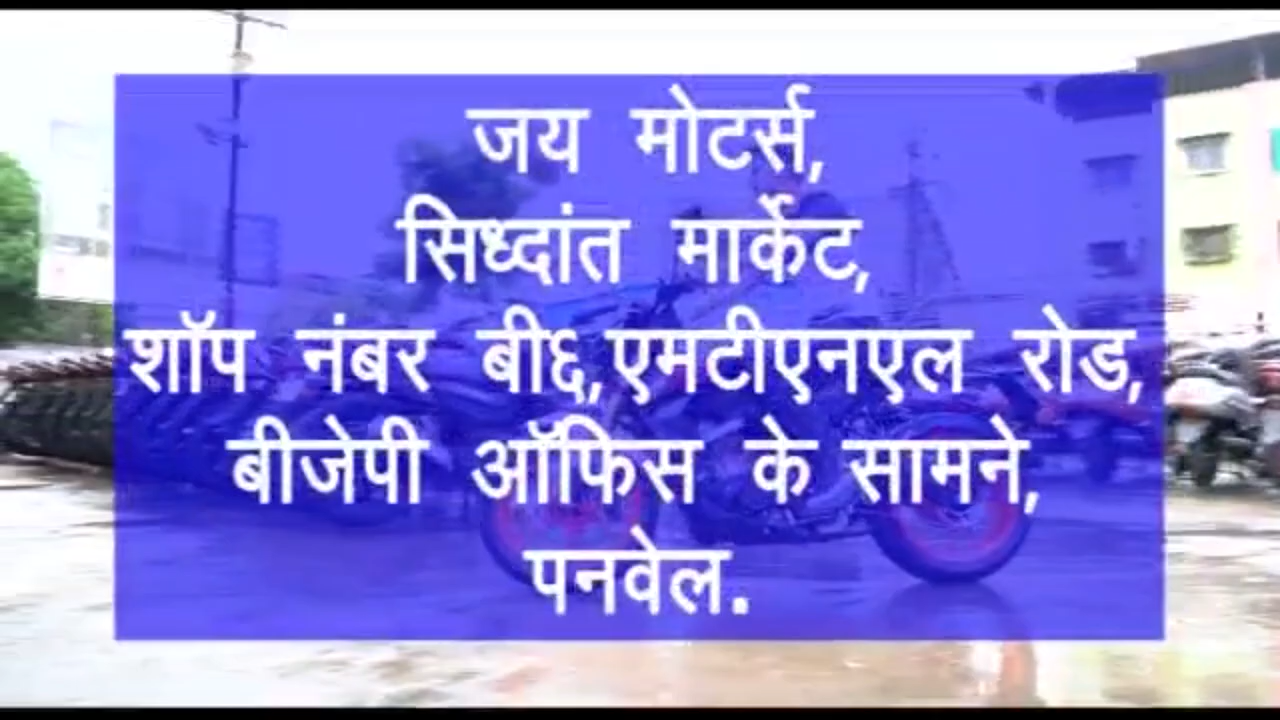 जय मोटर्स,
सिध्दांत मार्केट,
शॉप नंबर बी६,एमटीएनएल रोड,
बीजेपी ऑफिस के सामने,
पनवेल.